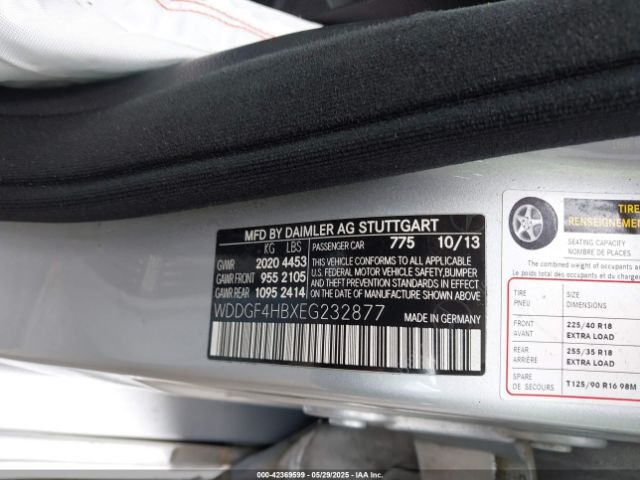 MFD BY DAIMLER AG STUTTGART
KG LBS PASSENGER CAR 775 10/13
GVWR 2020 4453
GAWR FRONT 955 2105
GAWR REAR 1095 2414
THIS VEHICLE CONFORMS TO ALL APPLICABLE
U.S. FEDERAL MOTOR VEHICLE SAFETY, BUMPER
AND THEFT PREVENTION STANDARDS IN EFFECT
ON THE DATE OF MANUFACTURE SHOWN ABOVE.
WDDGF4HBXEG232877
MADE IN GERMANY
TIRE
RENSEIGNEMENT
SEATING CAPACITY
NOMBRE DE PLACES
The combined weight of occupants and
Le poids total des occupants et du charge
TIRE SIZE
PNEU DIMENSIONS
FRONT 225/40 R18
AVANT EXTRA LOAD
REAR 255/35 R18
ARRIÈRE EXTRA LOAD
SPARE T125/90 R16 98M
DE SECOURS
00-42369599 | 05/29/2025 - IAA Inc.